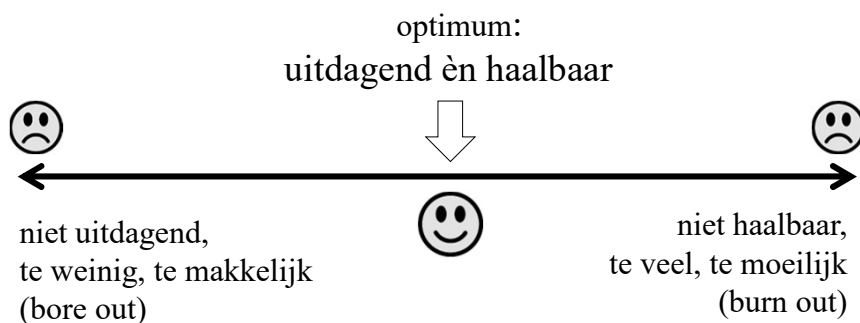 optimum:
uitdagend èn haalbaar
niet uitdagend,
te weinig, te makkelijk
(bore out)
niet haalbaar,
te veel, te moeilijk
(burn out)